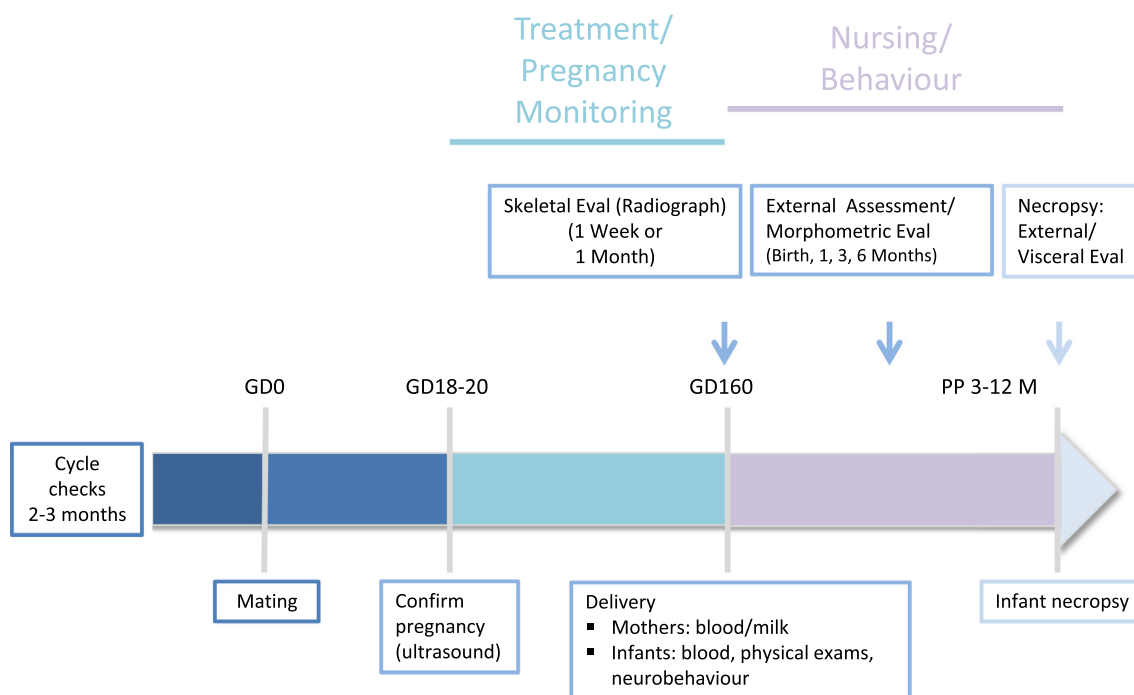 Treatment/
Pregnancy
Monitoring
Nursing/
Behaviour
Skeletal Eval (Radiograph)
(1 Week or
1 Month)
External Assessment/
Morphometric Eval
(Birth, 1, 3, 6 Months)
Necropsy:
External/
Visceral Eval
GD0
GD18-20
GD160
PP 3-12 M
Cycle
checks
2-3 months
Mating
Confirm
pregnancy
(ultrasound)
Delivery
▪ Mothers: blood/milk
▪ Infants: blood, physical exams,
neurobehaviour
Infant necropsy